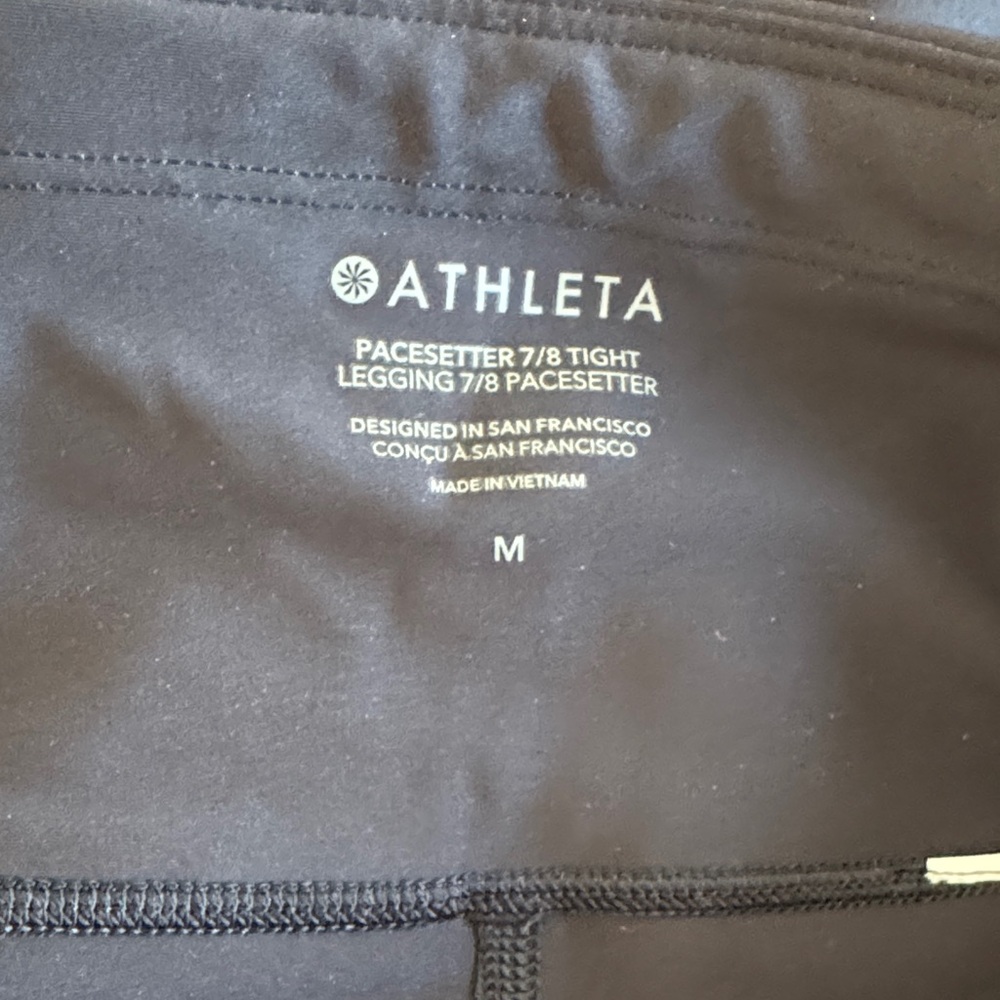 ATHLETA
PACESETTER 7/8 TIGHT
LEGGING 7/8 PACESETTER
DESIGNED IN SAN FRANCISCO
CONÇU À SAN FRANCISCO
MADE IN VIETNAM
M